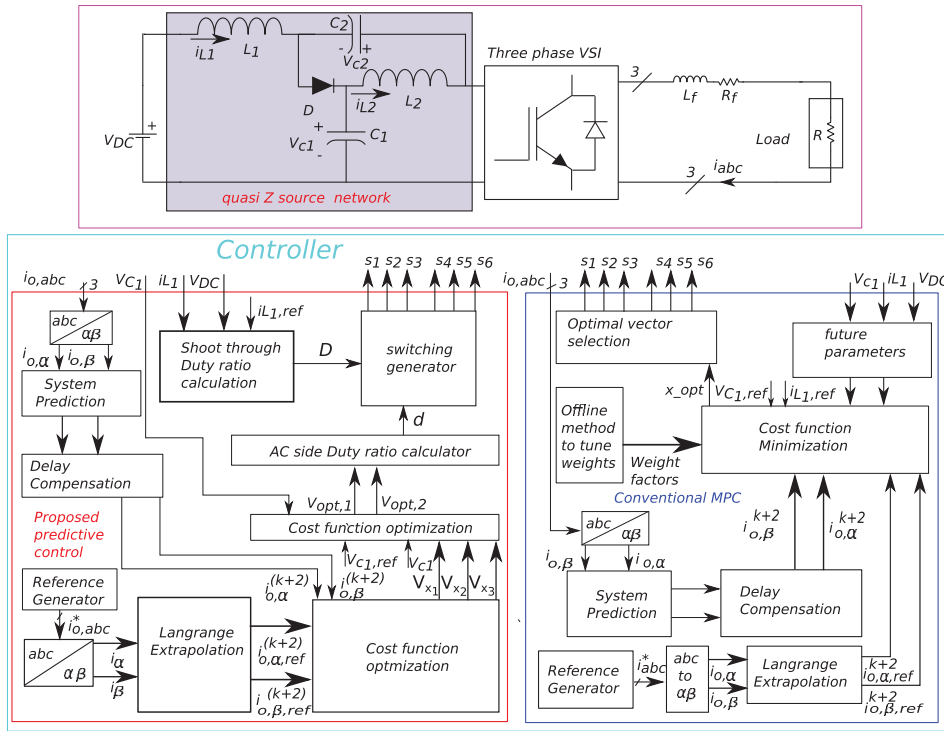 C2
iL1
L1
- +
Vc2
Three phase VSI
3
Lf
Rf
D
iL2
L2
VDC
+
Vc1
+
-
C1
Load
R
3
iabc
quasi Z source network
Controller
io,abc
3
VC1
iL1
VDC
iL1,ref
s1 s2 s3 s4 s5 s6
abc
αβ
io,α
io,β
System
Prediction
Shoot through
Duty ratio
calculation
D
switching
generator
d
Delay
Compensation
AC side Duty ratio calculator
Vopt,1
Vopt,2
Proposed
predictive
control
Cost function optimization
Vc1,ref
Vc1
Vx1
Vx2
Vx3
Reference
Generator
i*o,abc
io,α(k+2)
io,β(k+2)
abc
αβ
iα
iβ
Langrange
Extrapolation
io,α,ref(k+2)
io,β,ref(k+2)
Cost function
optmization
io,abc
3
s1 s2 s3 s4 s5 s6
Vc1
iL1
VDC
Optimal vector
selection
future
parameters
x_opt
VC1,ref
iL1,ref
Offline
method
to tune
weights
Weight
factors
Cost function
Minimization
Conventional MPC
abc
αβ
io,β
io,α
io,βk+2
io,αk+2
System
Prediction
Delay
Compensation
Reference
Generator
i*abc
abc
to
αβ
io,α
io,β
Langrange
Extrapolation
io,α,refk+2
io,β,refk+2